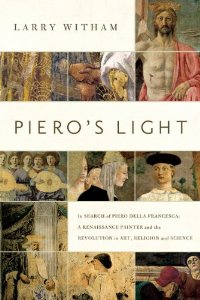 LARRY WITHAM
PIERO'S LIGHT
In SEARCH of PIERO DELLA FRANCESCA:
A RENAISSANCE PAINTER and the
REVOLUTION in ART, RELIGION and SCIENCE